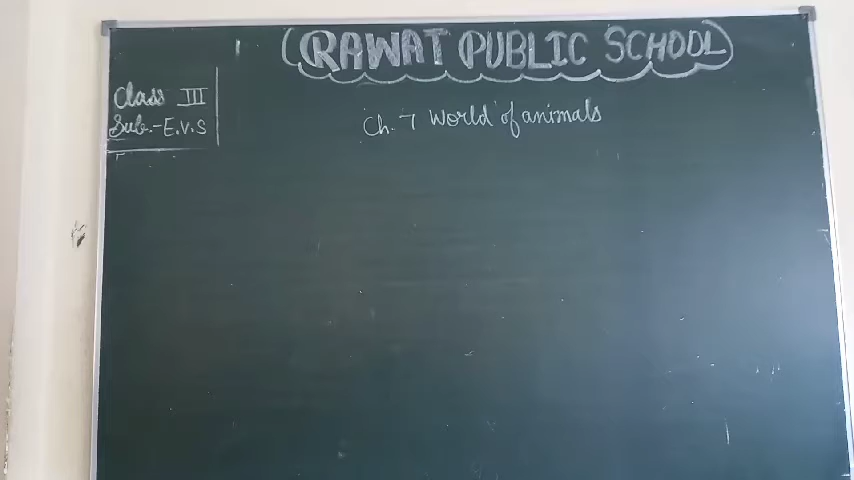 RAWAT PUBLIC SCHOOL
Class III
Sub.-E.V.S
Ch. 7 World of animals